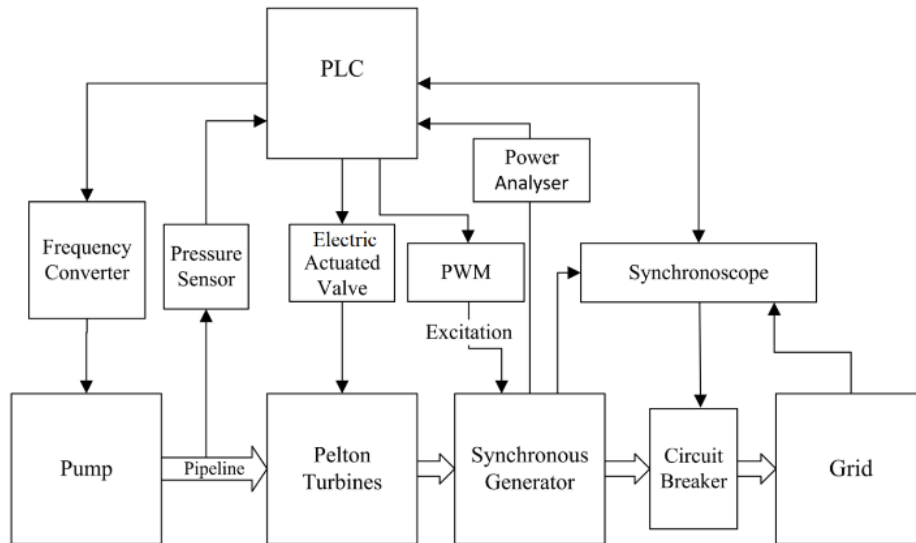 PLC
Power
Analyser
Frequency
Converter
Pressure
Sensor
Electric
Actuated
Valve
PWM
Synchronoscope
Excitation
Pump
Pipeline
Pelton
Turbines
Synchronous
Generator
Circuit
Breaker
Grid